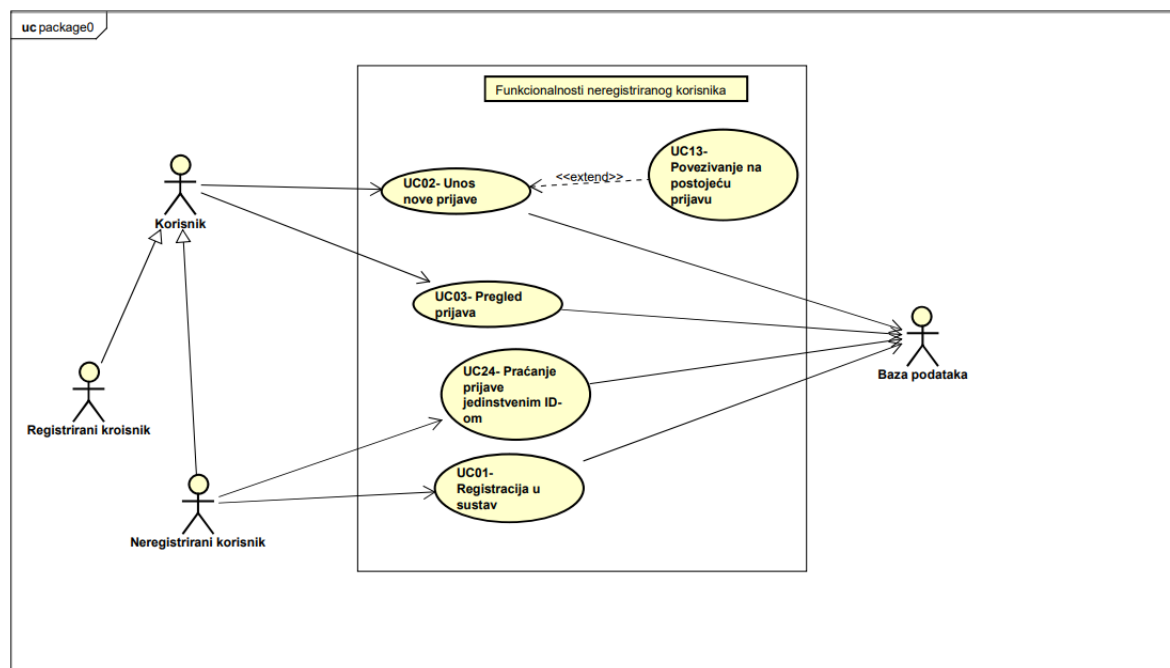 uc package0
Funkcionalnosti neregistriranog korisnika
UC13-
Povezivanje na
postojeću
prijavu
<<extend>>
UC02- Unos
nove prijave
Korisnik
UC03- Pregled
prijava
UC24- Praćanje
prijave
jedinstvenim ID-
om
Baza podataka
Registrirani kroisnik
UC01-
Registracija u
sustav
Neregistrirani korisnik